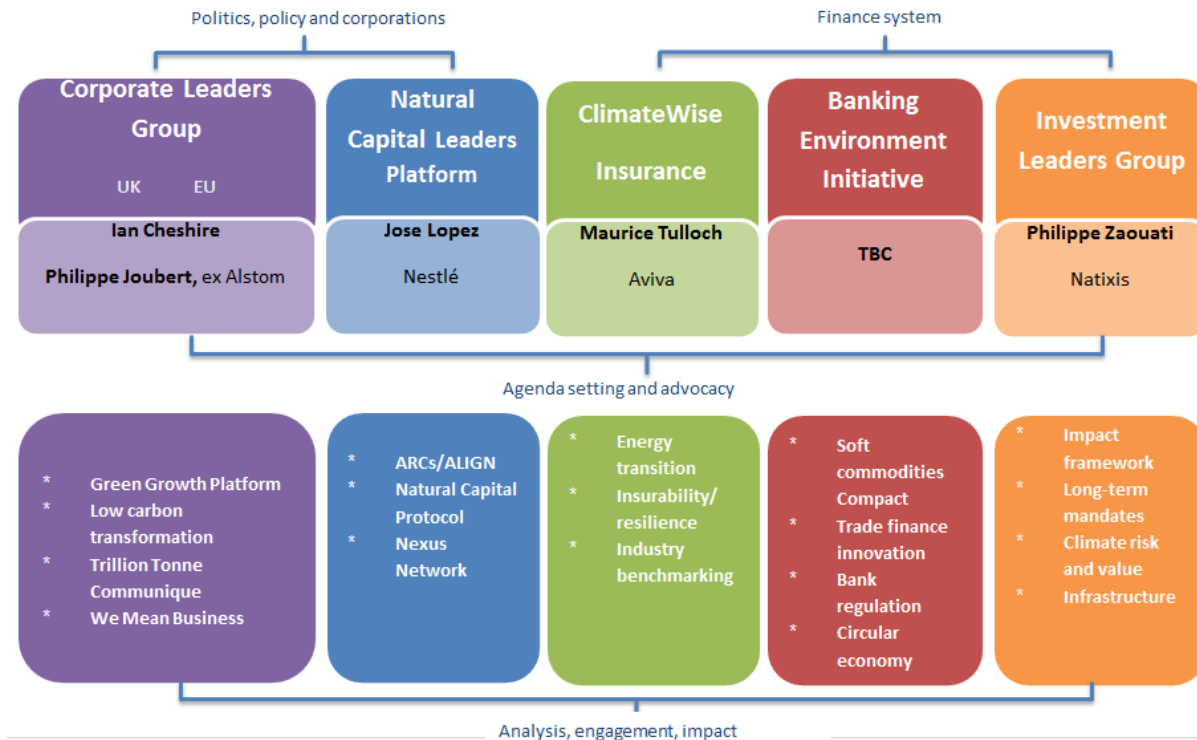 Politics, policy and corporations
Finance system
Corporate Leaders
Group
UK EU
Natural
Capital Leaders
Platform
ClimateWise
Insurance
Banking
Environment
Initiative
Investment
Leaders Group
Ian Cheshire
Philippe Joubert, ex Alstom
Jose Lopez
Nestlé
Maurice Tulloch
Aviva
TBC
Philippe Zaouati
Natixis
Agenda setting and advocacy
* Green Growth Platform
* Low carbon
transformation
* Trillion Tonne
Communique
* We Mean Business
* ARCs/ALIGN
* Natural Capital
Protocol
* Nexus
Network
* Energy
transition
* Insurability/
resilience
* Industry
benchmarking
* Soft
commodities
Compact
* Trade finance
innovation
* Bank
regulation
* Circular
economy
* Impact
framework
* Long-term
mandates
* Climate risk
and value
* Infrastructure
Analysis, engagement, impact